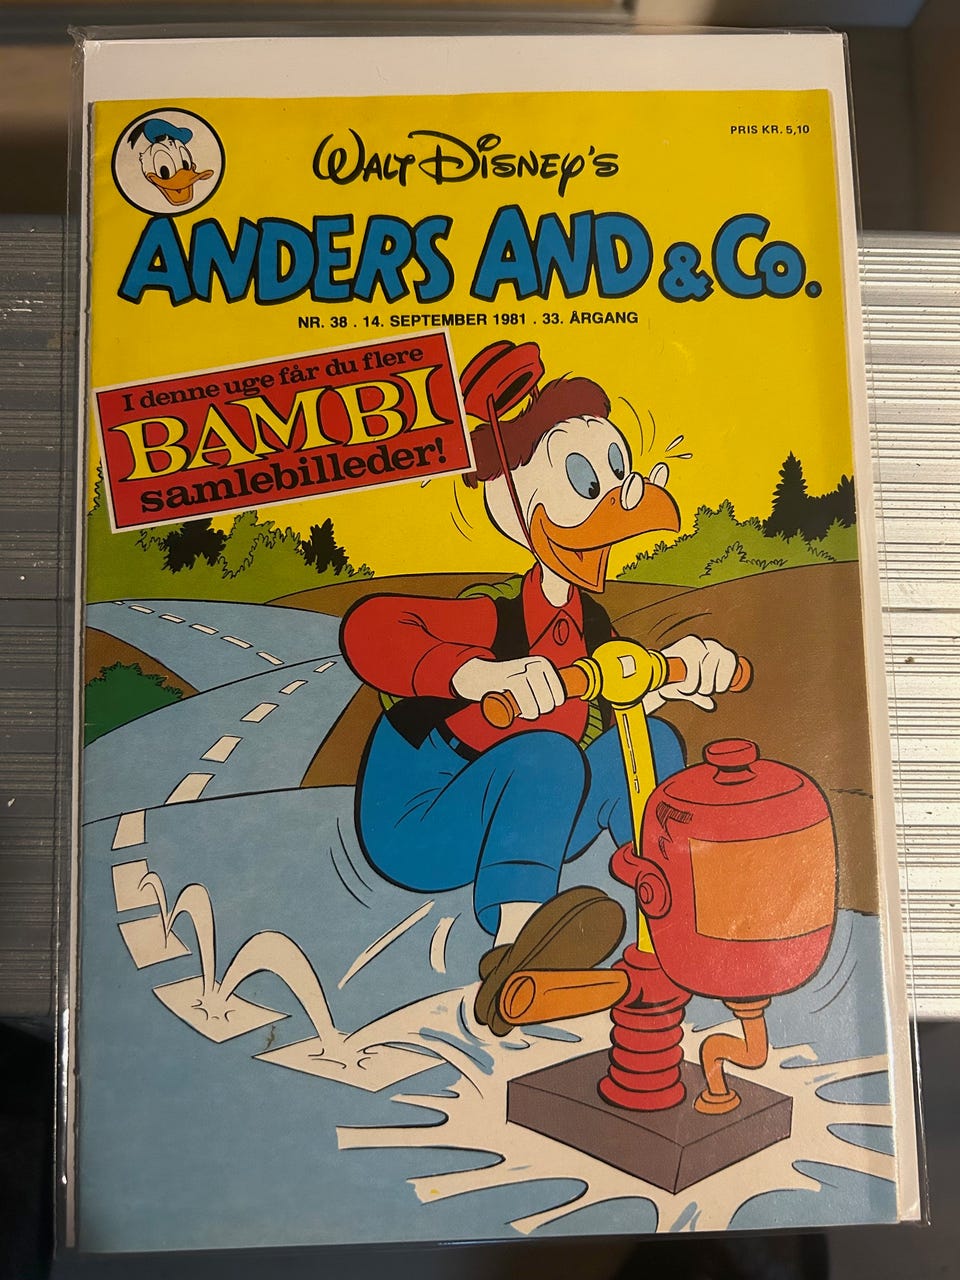 PRIS KR. 5,10
WALT DISNEY'S
ANDERS AND & Co.
NR. 38 . 14. SEPTEMBER 1981 . 33. ÅRGANG
I denne uge får du flere
BAMBI
samlebilleder!